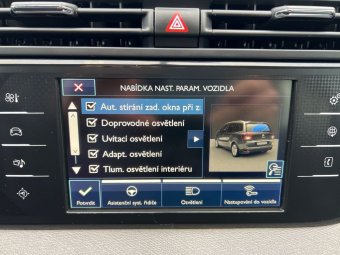 NABÍDKA NAST. PARAM. VOZIDLA
Aut. stírání zad. okna při z
Doprovodné osvětlení
Uvítací osvětlení
Adapt. osvětlení
Tlum. osvětlení interiéru
Potvrdit
Asistenční syst. řidiče
Osvětlení
Nastupování do vozidla